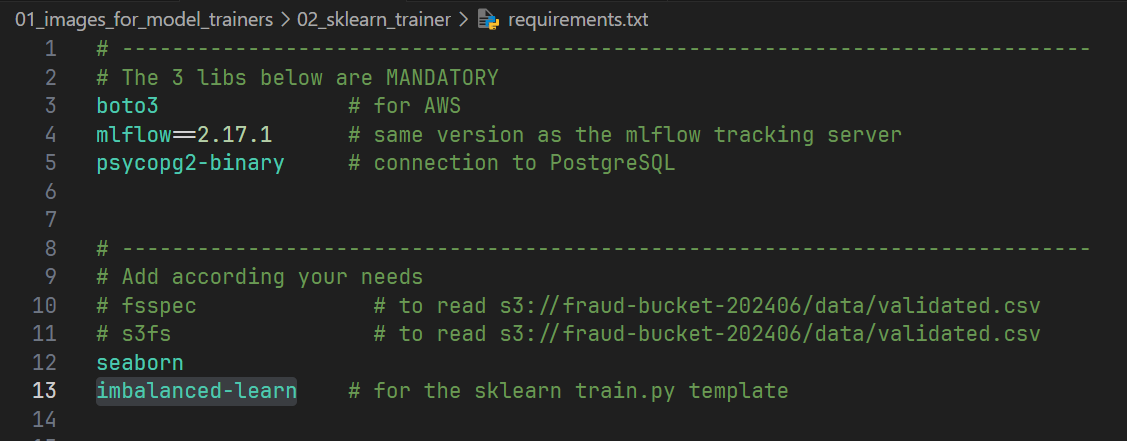 01_images_for_model_trainers > 02_sklearn_trainer > requirements.txt
1 # ----------------------------------------------------------------------------
2 # The 3 libs below are MANDATORY
3 boto3 # for AWS
4 mlflow==2.17.1 # same version as the mlflow tracking server
5 psycopg2-binary # connection to PostgreSQL
6
7
8 # ----------------------------------------------------------------------------
9 # Add according your needs
10 # fsspec # to read s3://fraud-bucket-202406/data/validated.csv
11 # s3fs # to read s3://fraud-bucket-202406/data/validated.csv
12 seaborn
13 imbalanced-learn # for the sklearn train.py template
14